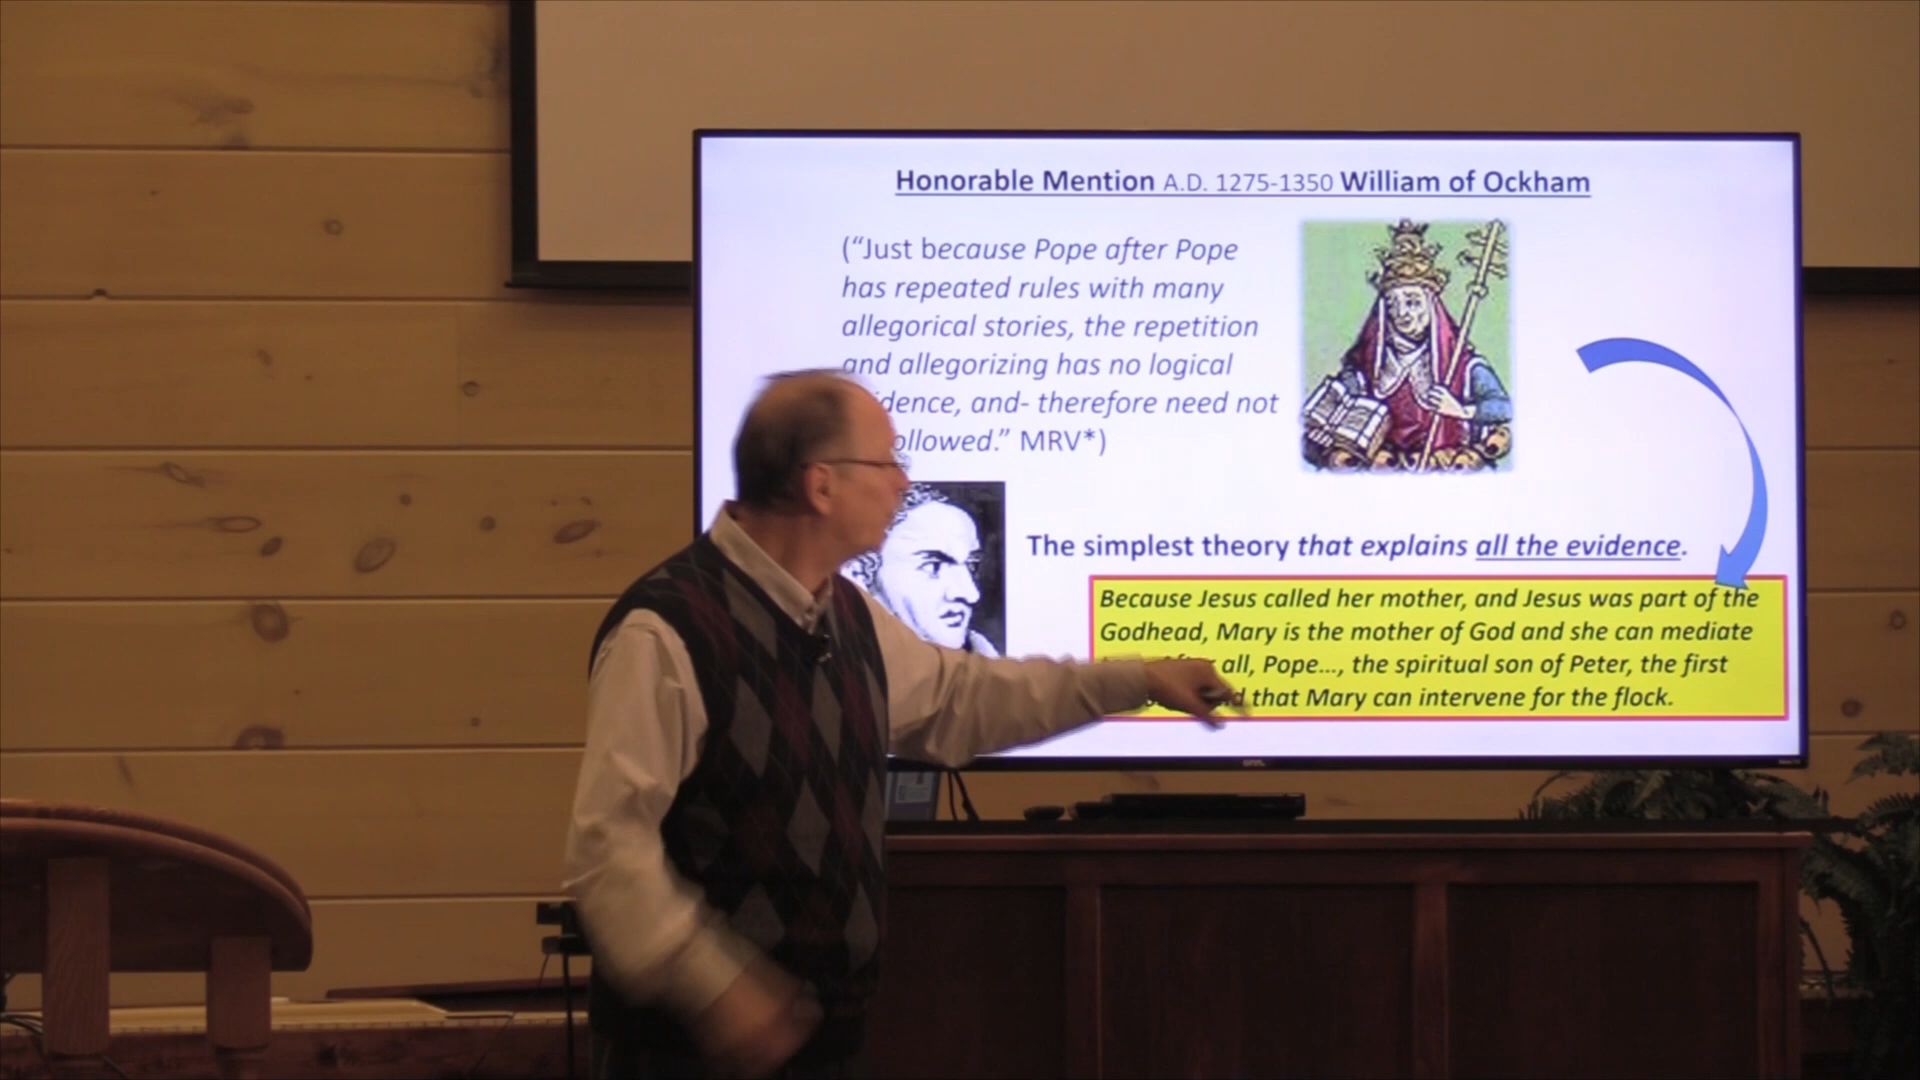 Honorable Mention A.D. 1275-1350 William of Ockham
(“Just because Pope after Pope
has repeated rules with many
allegorical stories, the repetition
and allegorizing has no logical
and- therefore need not
MRV*)
The simplest theory that explains all the evidence.
Because Jesus called her mother, and Jesus was part of the
Godhead, Mary is the mother of God and she can mediate
all, Pope..., the spiritual son of Peter, the first
that Mary can intervene for the flock.